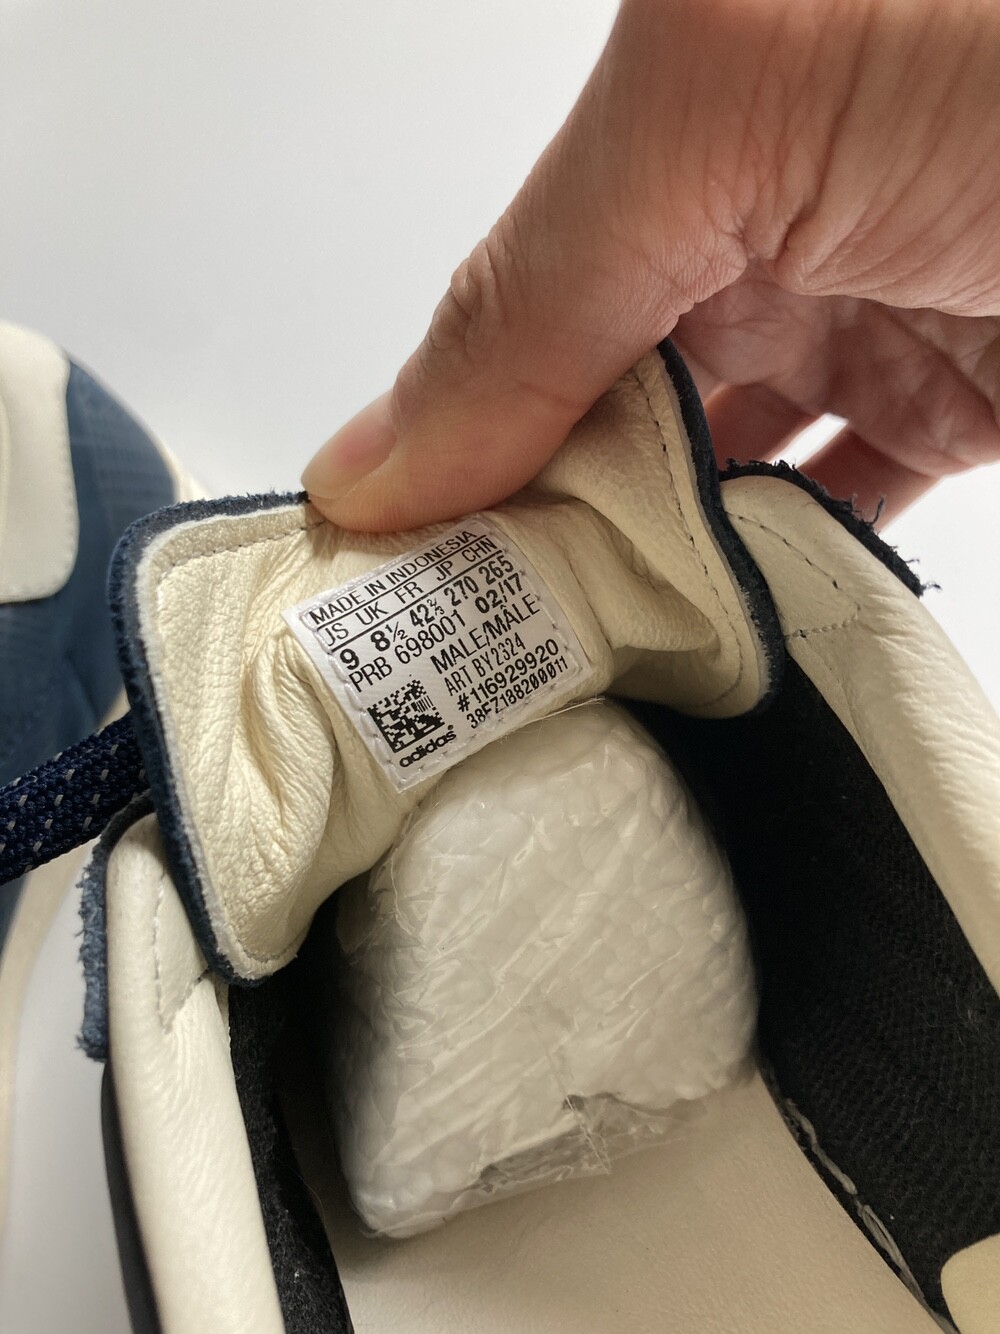 MADE IN INDONESIA
US UK FR JP CHN
9 8½ 42⅔ 270 265
PRB 698001 02/17
MALE/MÂLE
ART BY2324
#116929920
38FZ188200011
adidas®